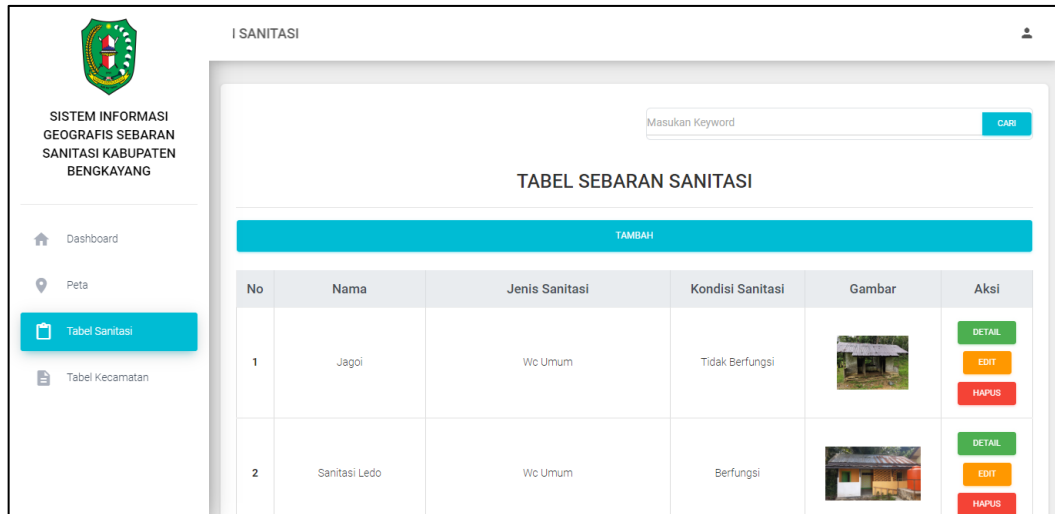 I SANITASI
SISTEM INFORMASI
GEOGRAFIS SEBARAN
SANITASI KABUPATEN
BENGKAYANG
Dashboard
Peta
Tabel Sanitasi
Tabel Kecamatan
Masukan Keyword
CARI
TABEL SEBARAN SANITASI
TAMBAH
No Nama Jenis Sanitasi Kondisi Sanitasi Gambar Aksi
1 Jagoi Wc Umum Tidak Berfungsi
DETAIL
EDIT
HAPUS
2 Sanitasi Ledo Wc Umum Berfungsi
DETAIL
EDIT
HAPUS